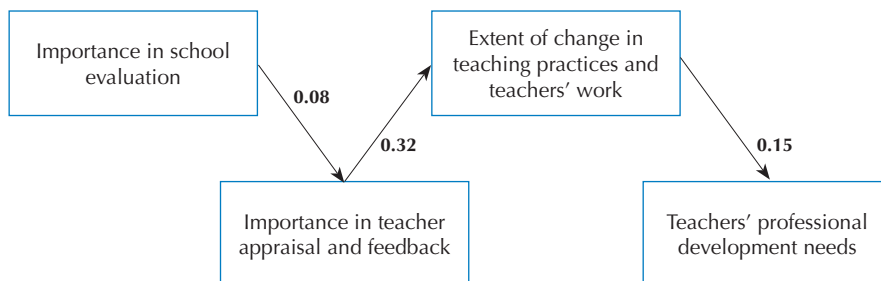 Importance in school
evaluation
Extent of change in
teaching practices and
teachers’ work
0.08
0.32
0.15
Importance in teacher
appraisal and feedback
Teachers’ professional
development needs